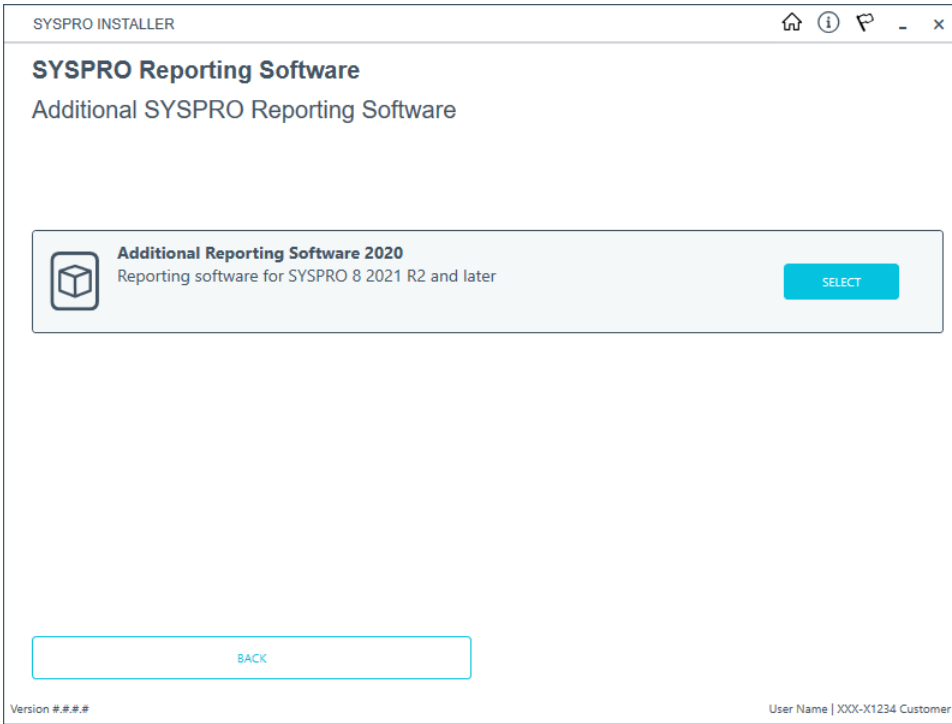 SYSPRO INSTALLER
SYSPRO Reporting Software
Additional SYSPRO Reporting Software
Additional Reporting Software 2020
Reporting software for SYSPRO 8 2021 R2 and later
SELECT
BACK
Version #.#.#.#
User Name | XXX-X1234 Customer